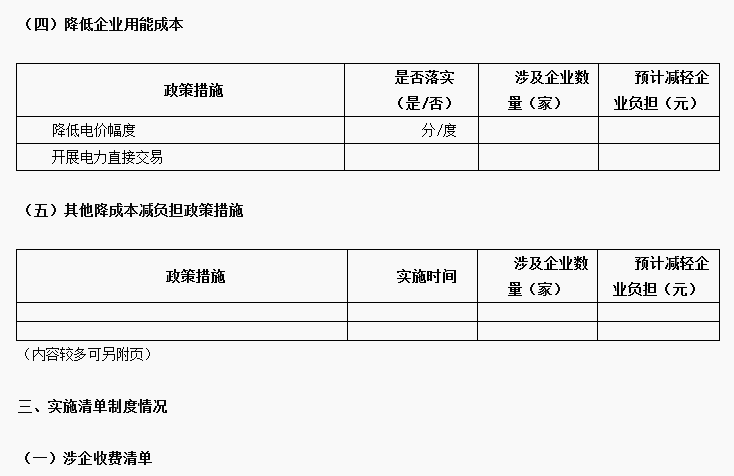 （四）降低企业用能成本
政策措施
是否落实
（是/否）
涉及企业数
量（家）
预计减轻企
业负担（元）
降低电价幅度
分/度
开展电力直接交易
（五）其他降成本减负担政策措施
政策措施
实施时间
涉及企业数
量（家）
预计减轻企
业负担（元）
（内容较多可另附页）
三、实施清单制度情况
（一）涉企收费清单